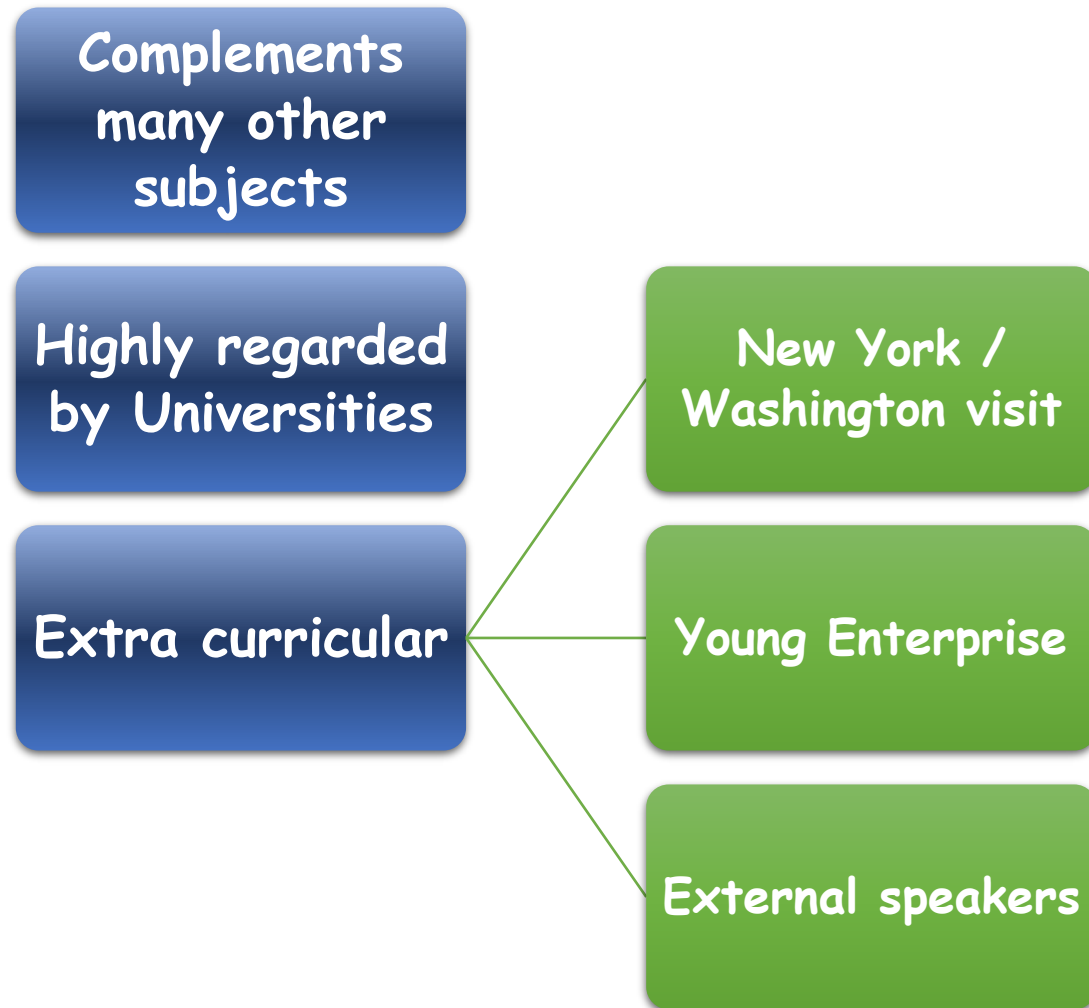 Complements
many other
subjects
Highly regarded
by Universities
Extra curricular
New York /
Washington visit
Young Enterprise
External speakers